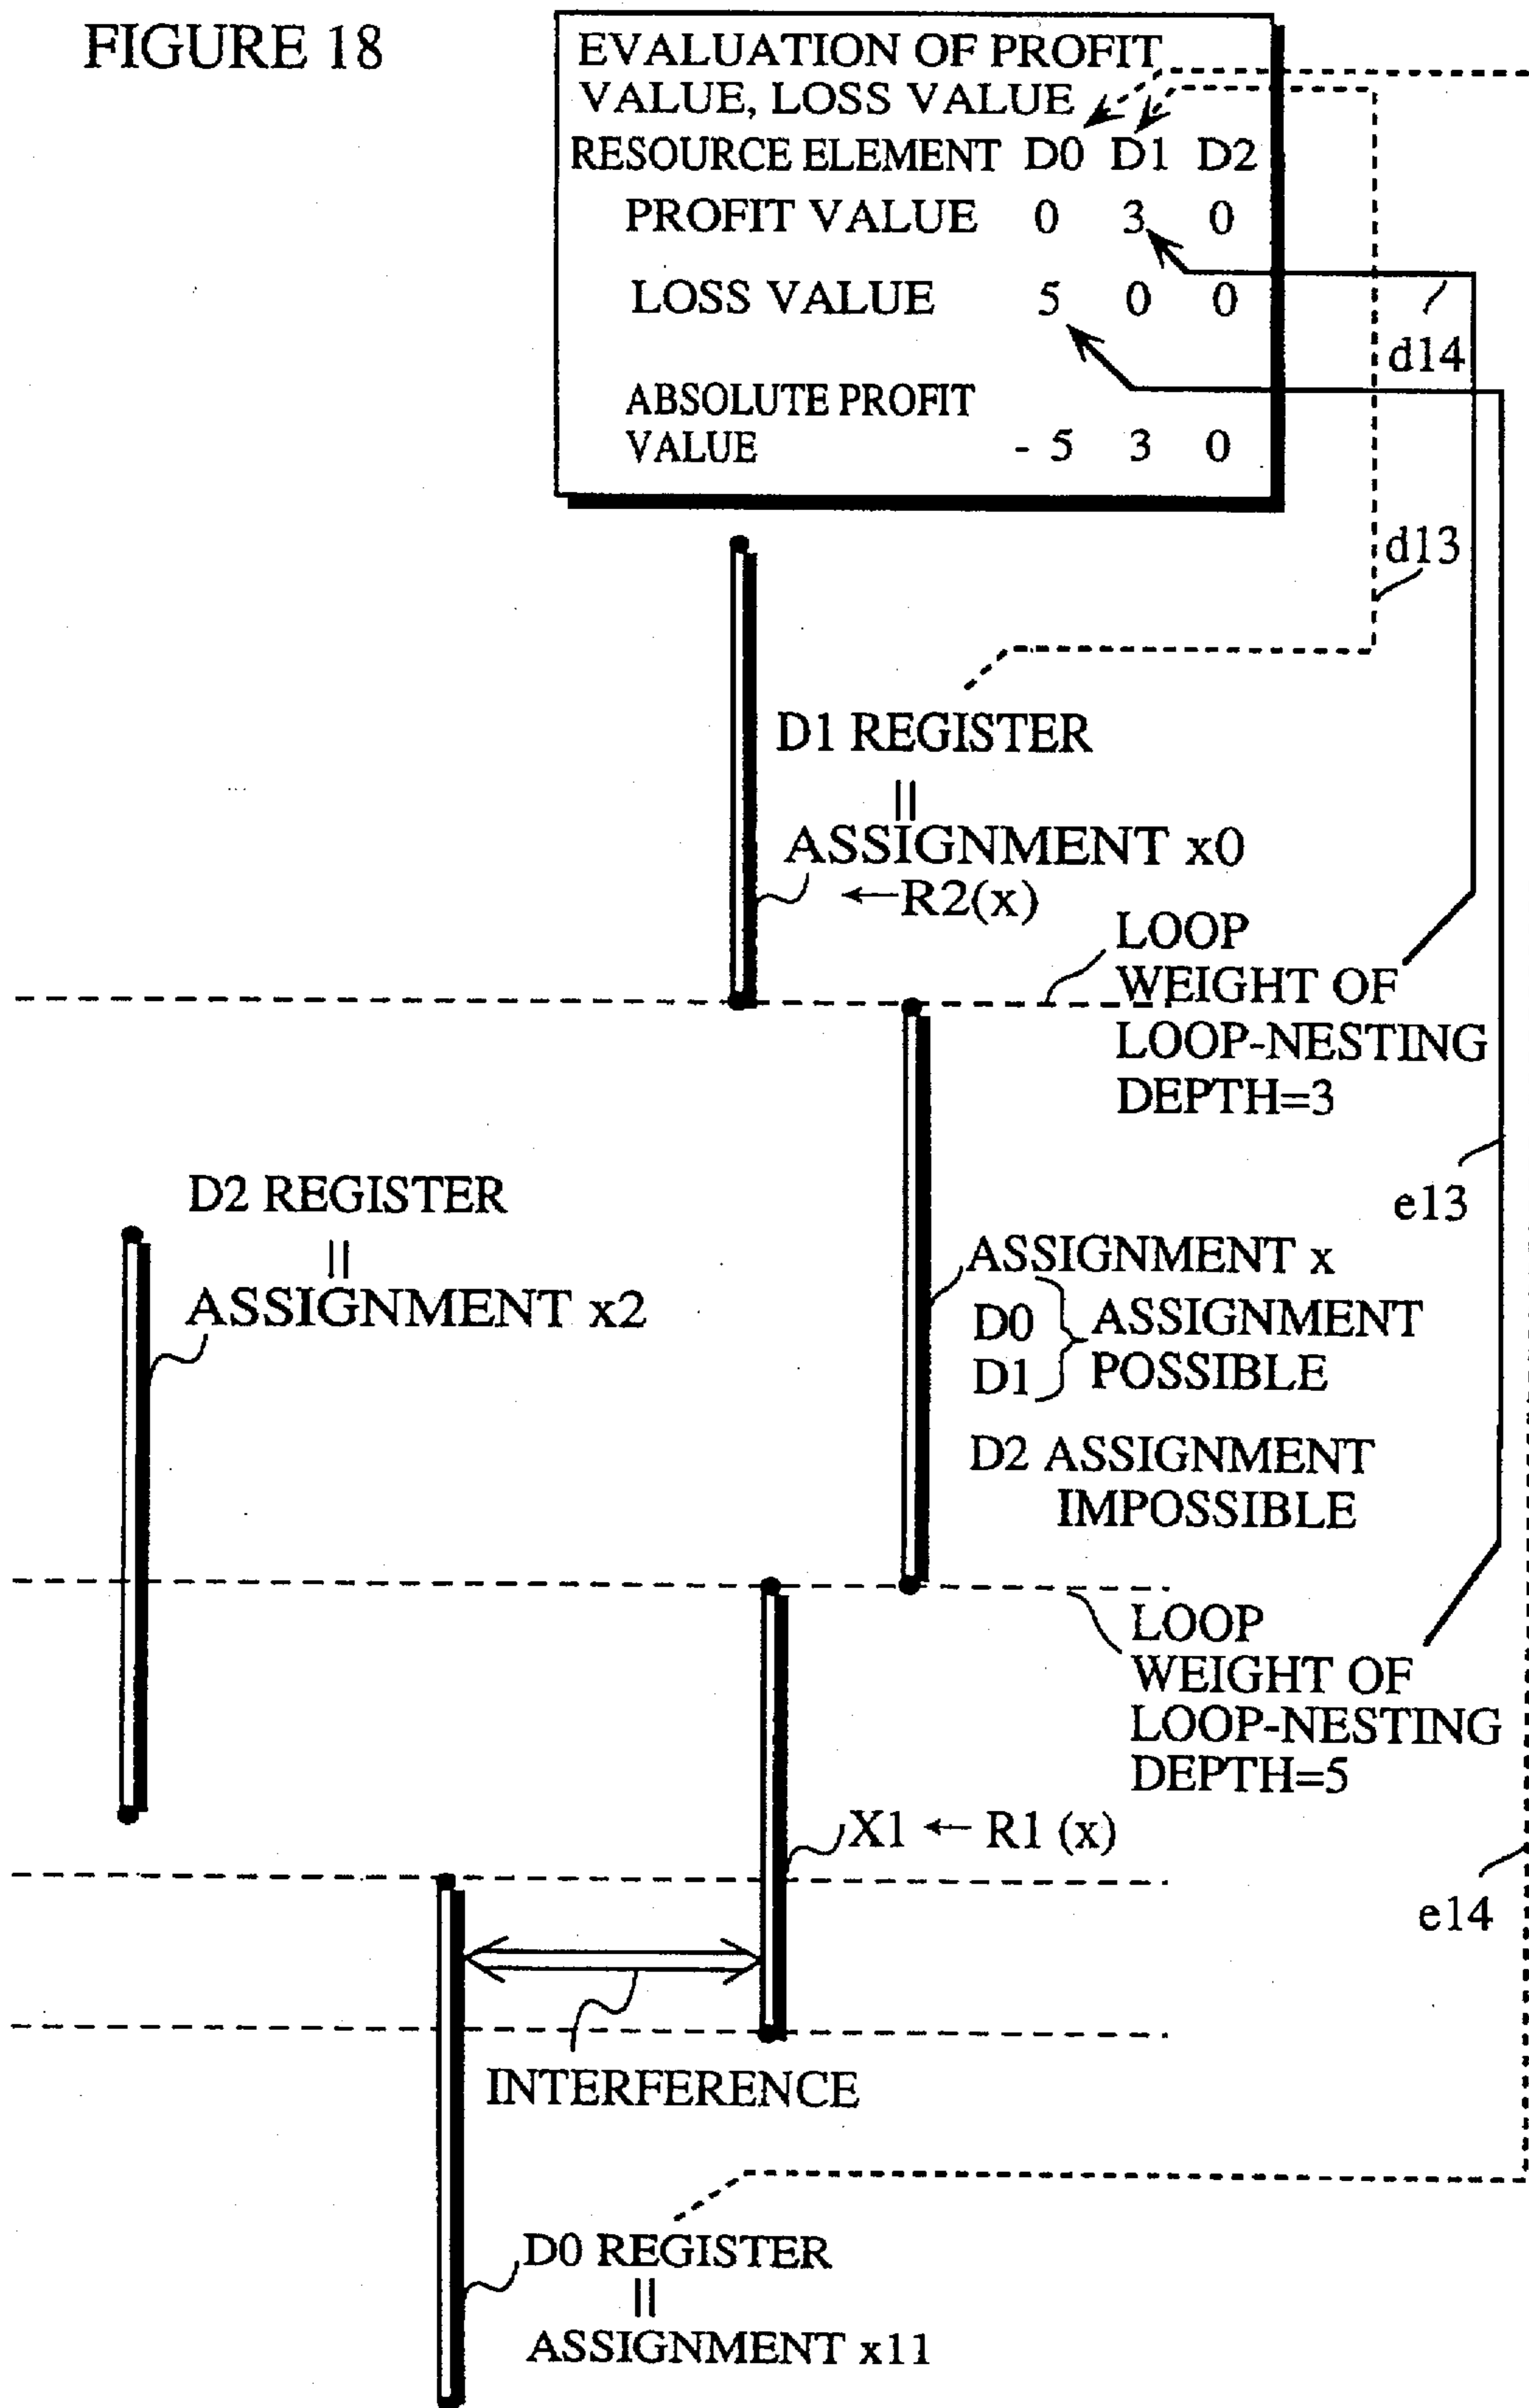 FIGURE 18
EVALUATION OF PROFIT
VALUE, LOSS VALUE
RESOURCE ELEMENT D0 D1 D2
PROFIT VALUE 0 3 0
LOSS VALUE 5 0 0
ABSOLUTE PROFIT
VALUE - 5 3 0
d14
d13
D1 REGISTER
=
ASSIGNMENT x0
←R2(x)
LOOP
WEIGHT OF
LOOP-NESTING
DEPTH=3
e13
D2 REGISTER
=
ASSIGNMENT x2
ASSIGNMENT x
D0 } ASSIGNMENT
D1 } POSSIBLE
D2 ASSIGNMENT
IMPOSSIBLE
LOOP
WEIGHT OF
LOOP-NESTING
DEPTH=5
X1 ← R1 (x)
e14
INTERFERENCE
D0 REGISTER
=
ASSIGNMENT x11